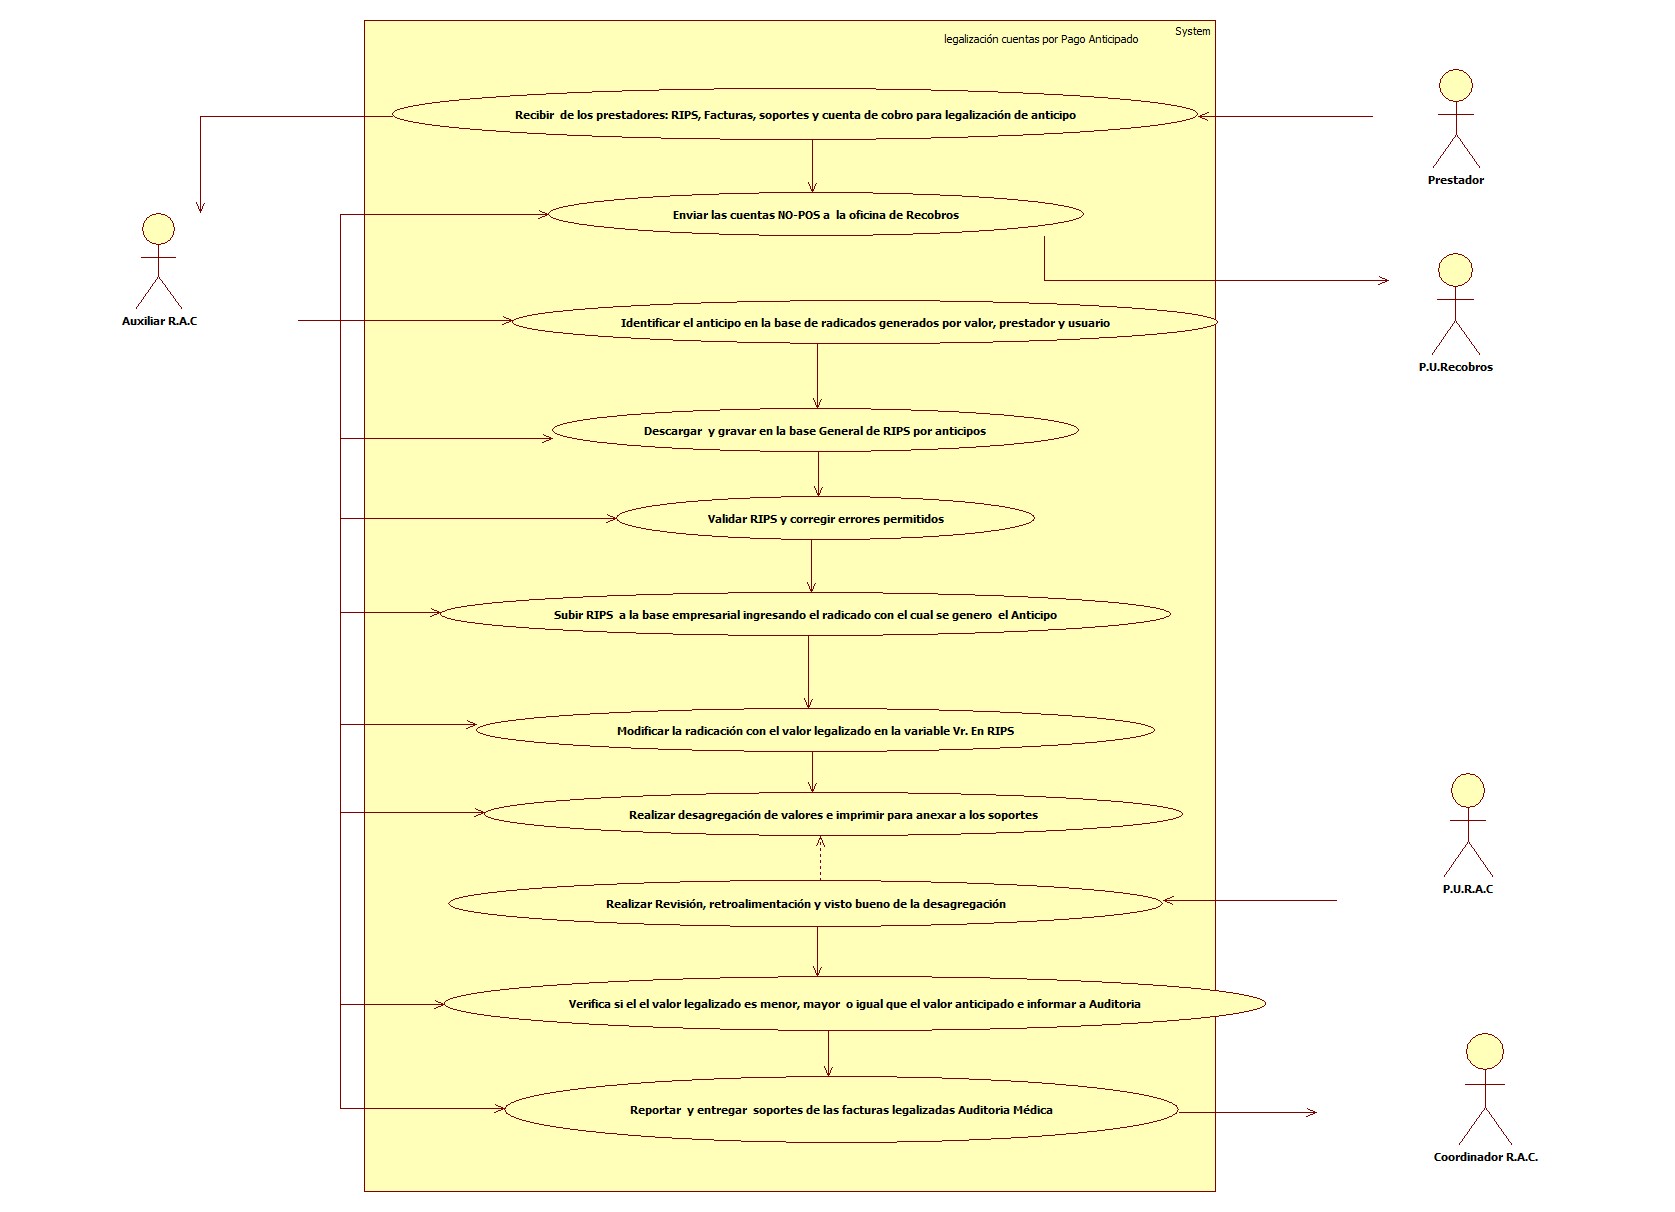 System
legalización cuentas por Pago Anticipado
Recibir de los prestadores: RIPS, Facturas, soportes y cuenta de cobro para legalización de anticipo
Prestador
Enviar las cuentas NO-POS a la oficina de Recobros
Auxiliar R.A.C
Identificar el anticipo en la base de radicados generados por valor, prestador y usuario
P.U.Recobros
Descargar y gravar en la base General de RIPS por anticipos
Validar RIPS y corregir errores permitidos
Subir RIPS a la base empresarial ingresando el radicado con el cual se genero el Anticipo
Modificar la radicación con el valor legalizado en la variable Vr. En RIPS
Realizar desagregación de valores e imprimir para anexar a los soportes
P.U.R.A.C
Realizar Revisión, retroalimentación y visto bueno de la desagregación
Verifica si el el valor legalizado es menor, mayor o igual que el valor anticipado e informar a Auditoria
Reportar y entregar soportes de las facturas legalizadas Auditoria Médica
Coordinador R.A.C.